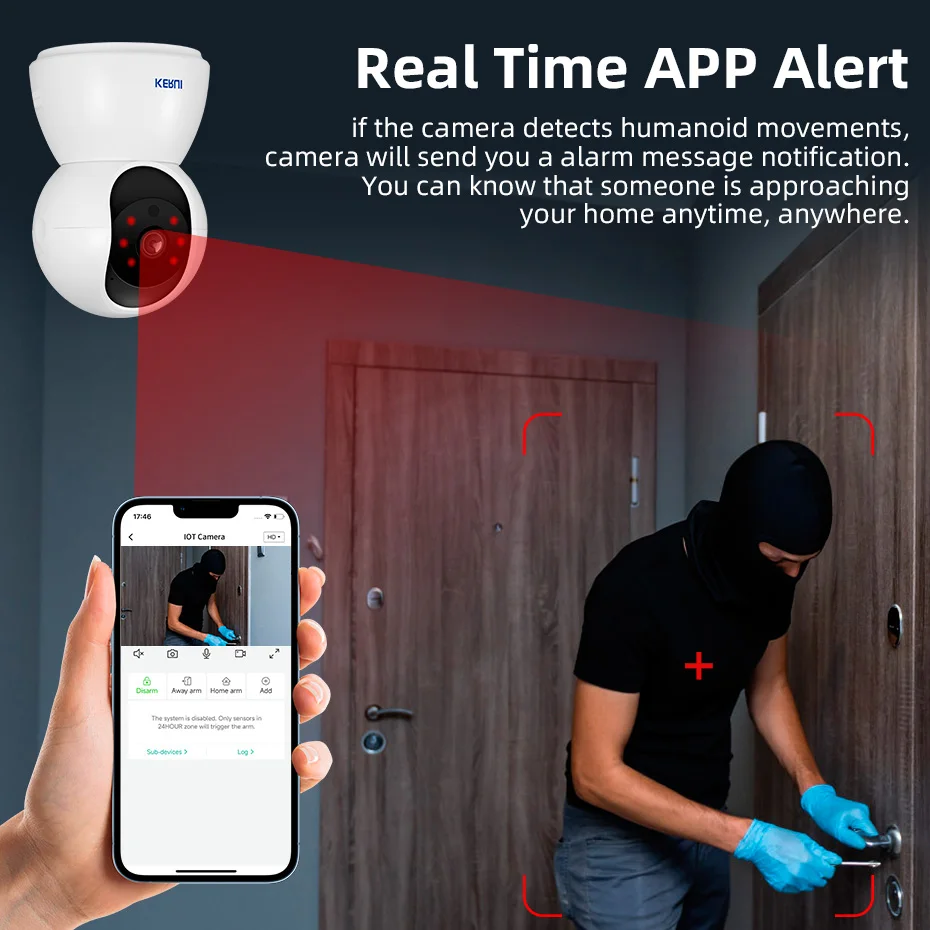 KERUI
Real Time APP Alert
if the camera detects humanoid movements,
camera will send you a alarm message notification.
You can know that someone is approaching
your home anytime, anywhere.
17:46
IOT Camera
HD
Disarm
Away arm
Home arm
Add
The system is disabled. Only sensors in
24HOUR zone will trigger the arm.
Sub-devices >
Log >